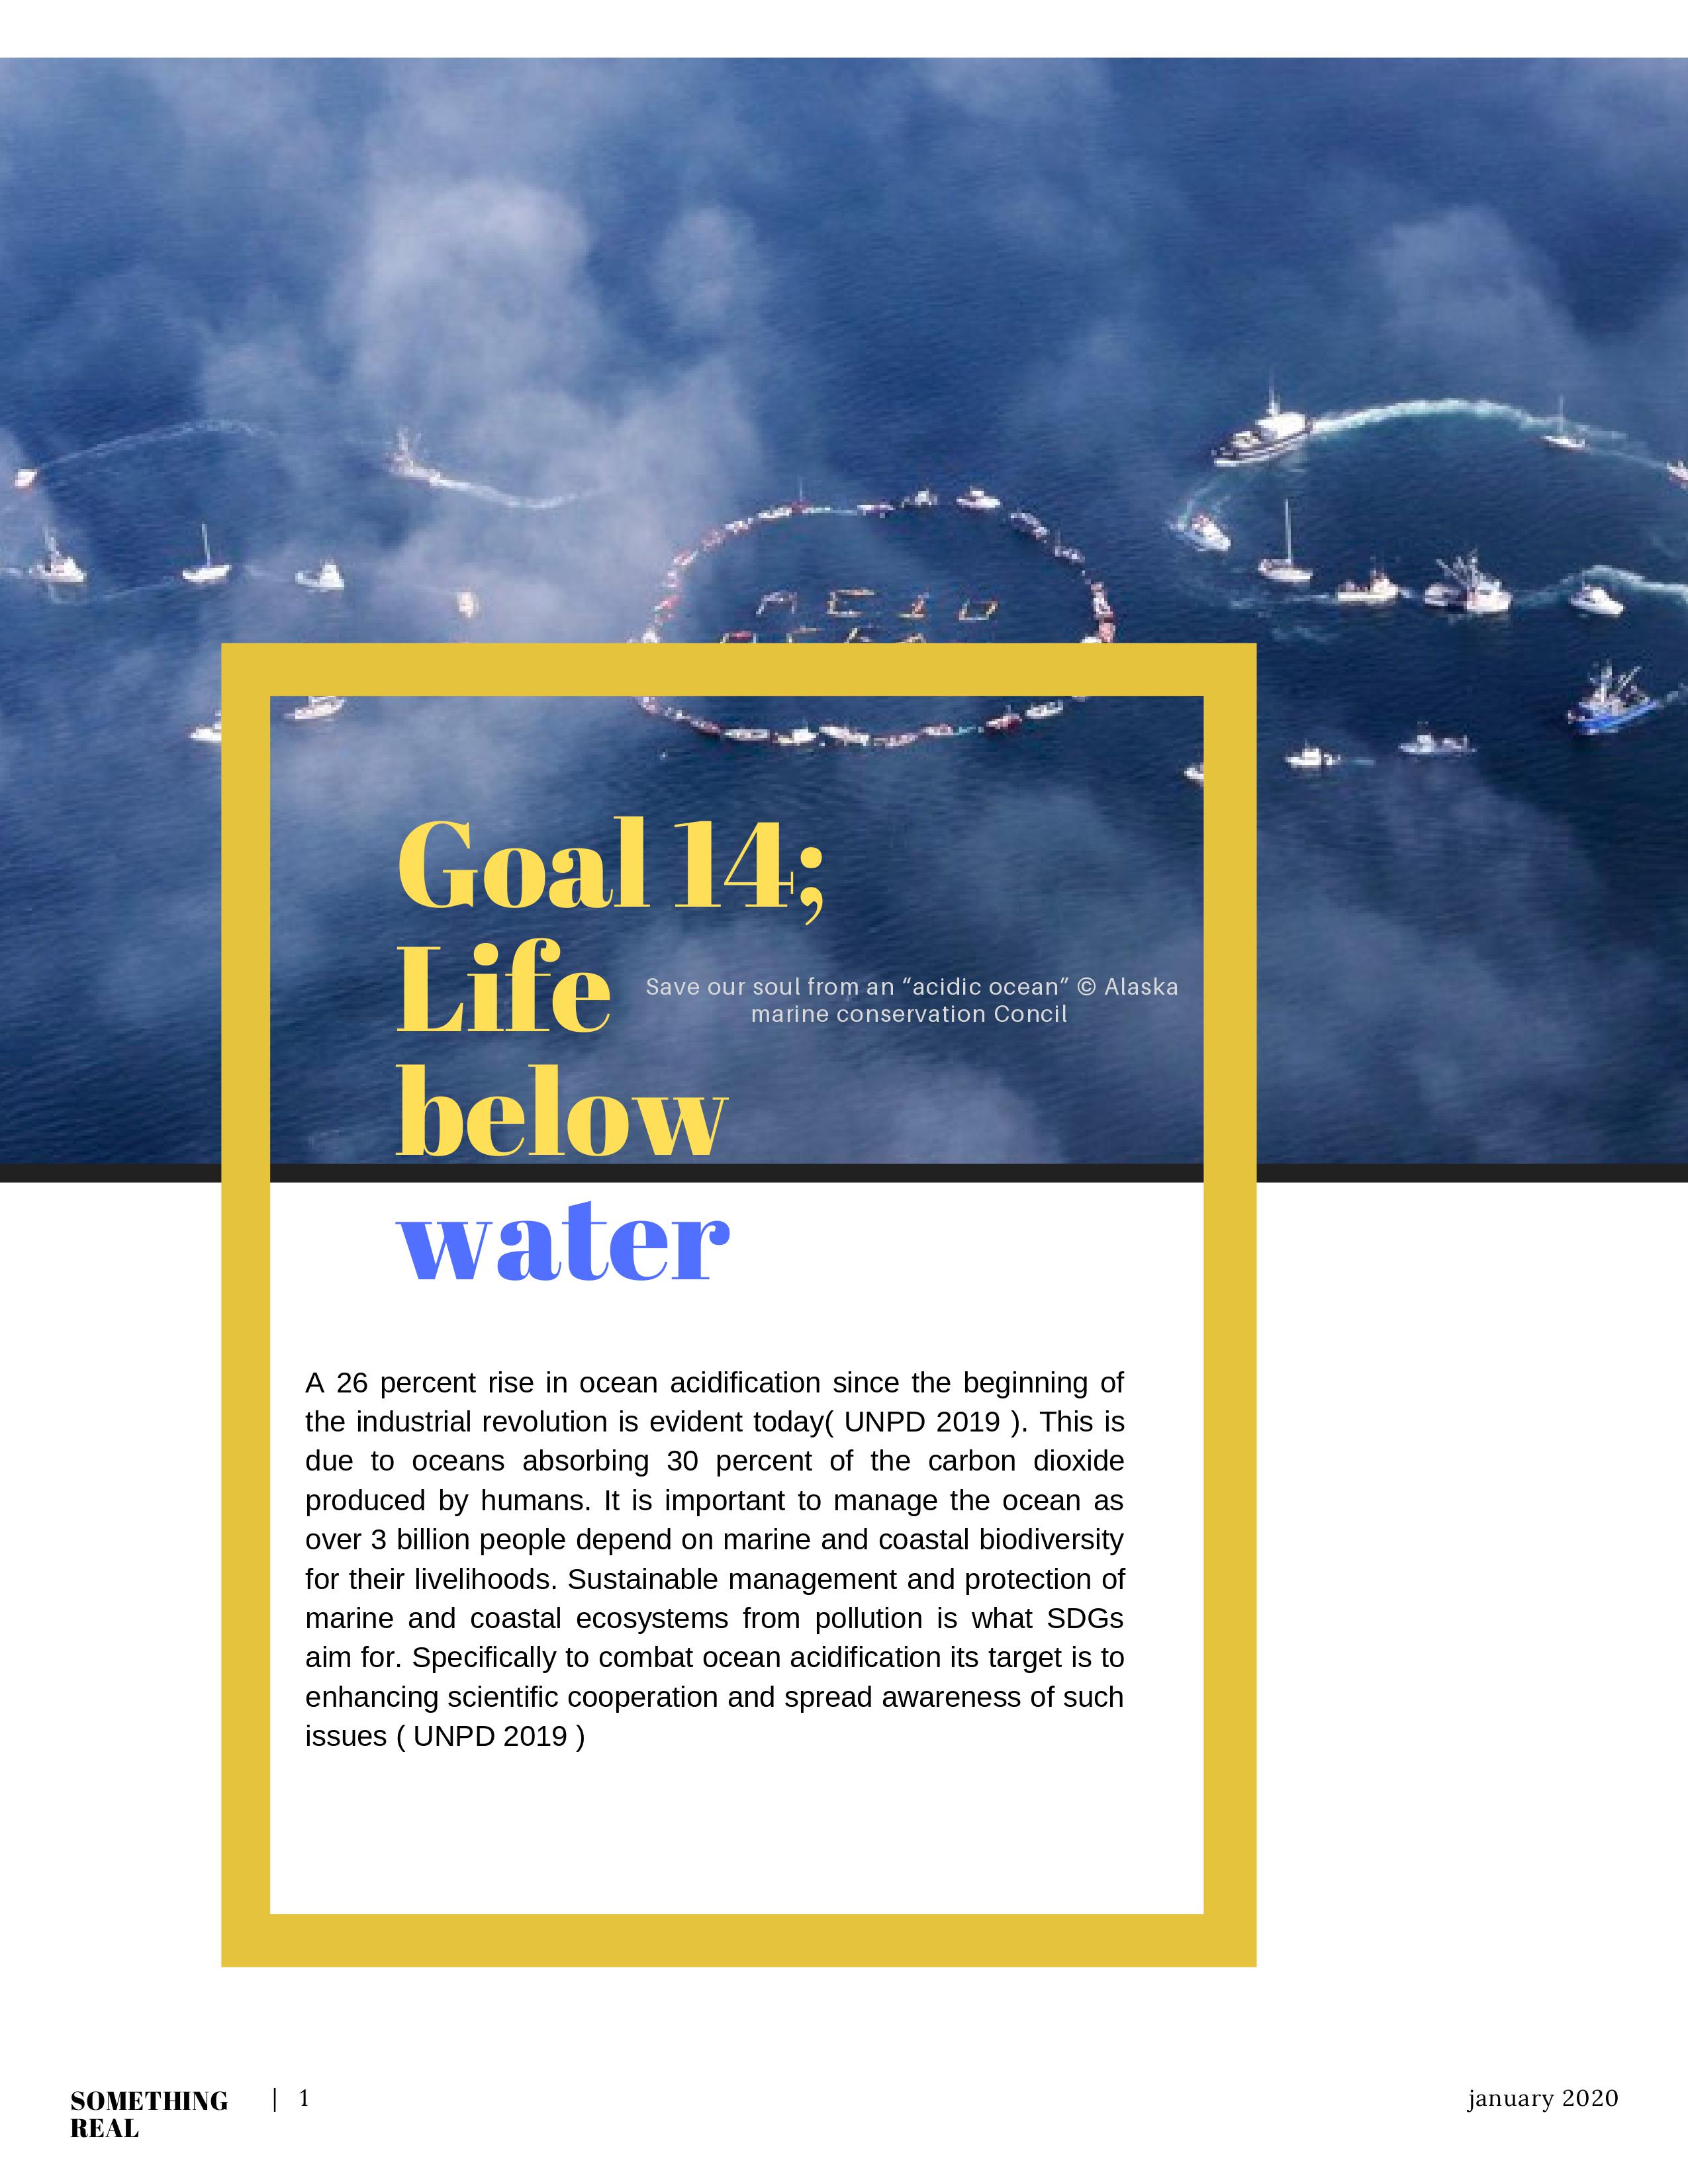 ACID
Goal 14;
Life
below
water
Save our soul from an “acidic ocean” © Alaska
marine conservation Concil
A 26 percent rise in ocean acidification since the beginning of
the industrial revolution is evident today( UNPD 2019 ). This is
due to oceans absorbing 30 percent of the carbon dioxide
produced by humans. It is important to manage the ocean as
over 3 billion people depend on marine and coastal biodiversity
for their livelihoods. Sustainable management and protection of
marine and coastal ecosystems from pollution is what SDGs
aim for. Specifically to combat ocean acidification its target is to
enhancing scientific cooperation and spread awareness of such
issues ( UNPD 2019 )
SOMETHING
REAL
| 1
january 2020